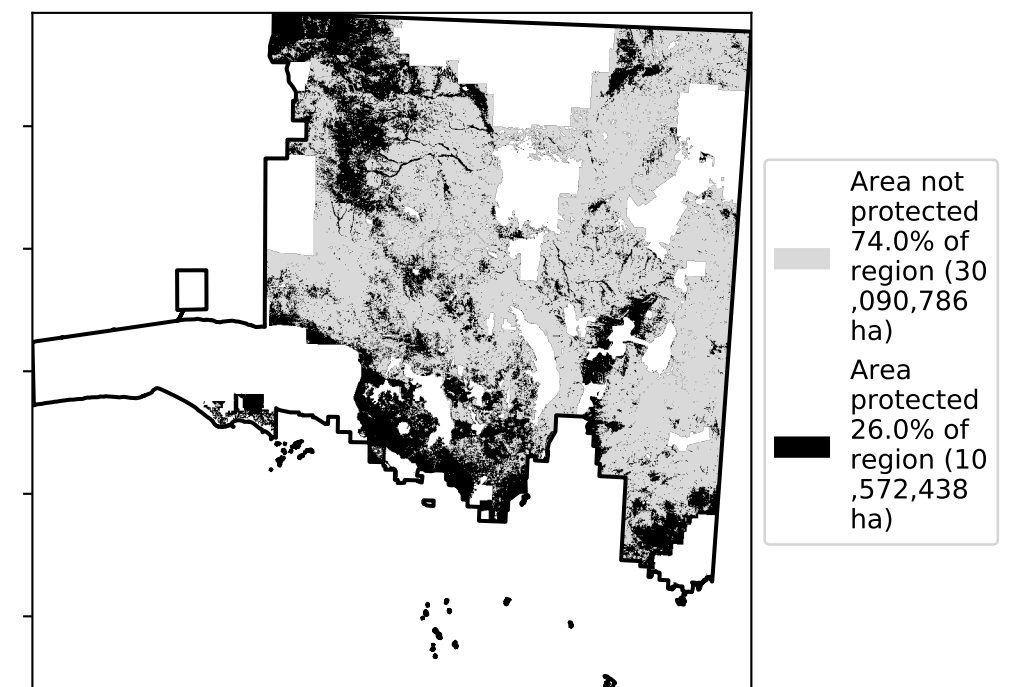 Area not
protected
74.0% of
region (30
,090,786
ha)
Area
protected
26.0% of
region (10
,572,438
ha)